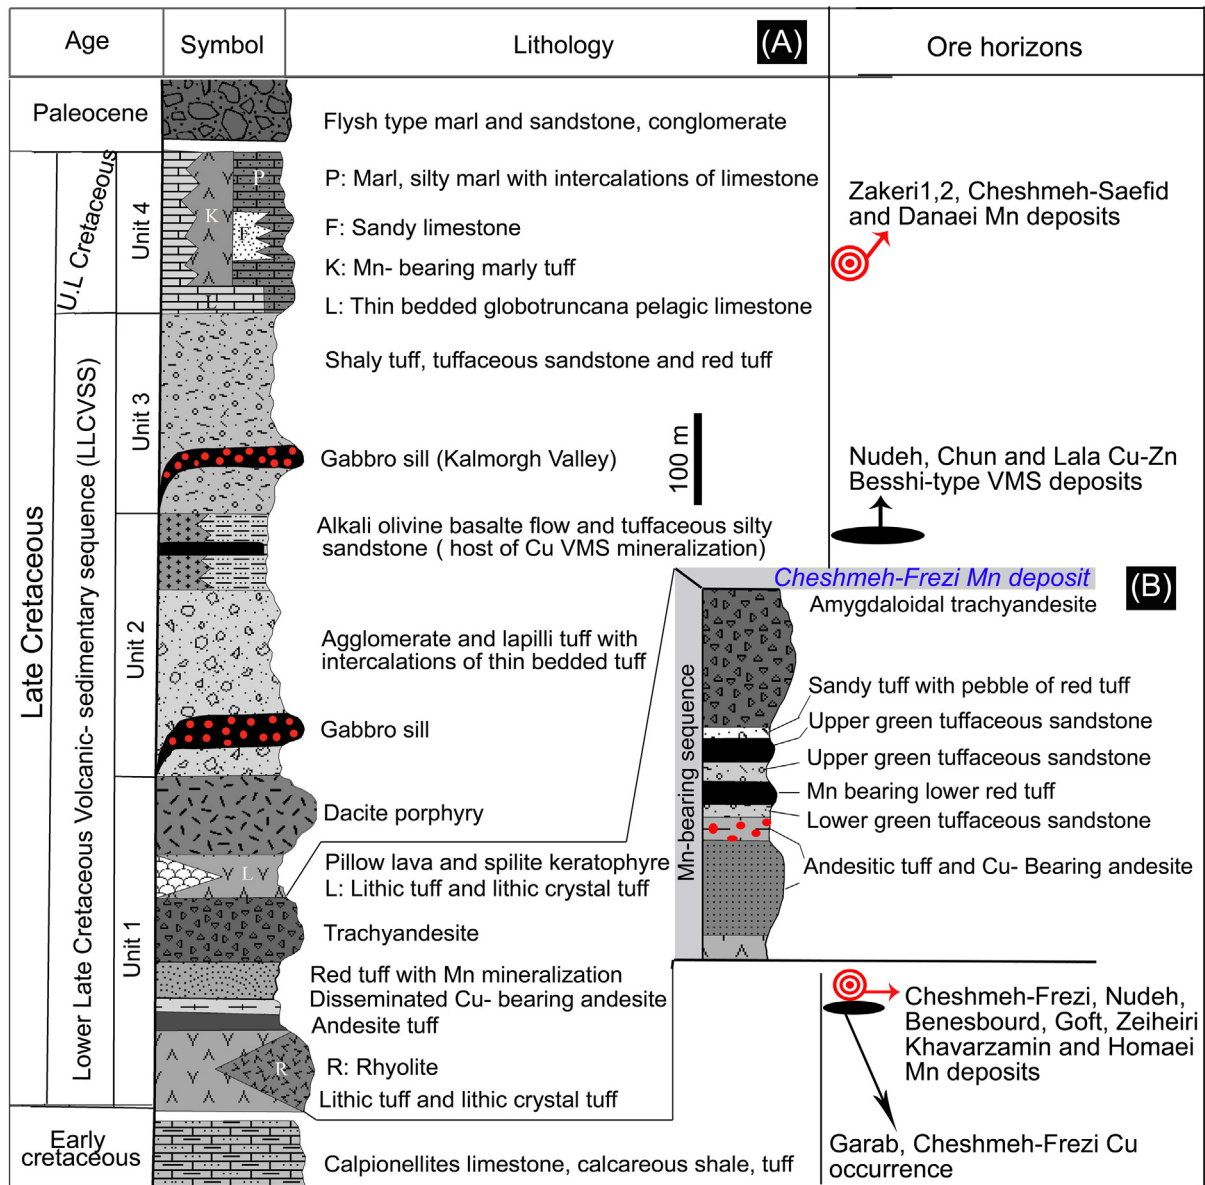 Age
Symbol
Lithology
(A)
Ore horizons
Paleocene
Flysh type marl and sandstone, conglomerate
Late Cretaceous
U.L Cretaceous
Unit 4
P
K
F
L
P: Marl, silty marl with intercalations of limestone
F: Sandy limestone
K: Mn- bearing marly tuff
L: Thin bedded globotruncana pelagic limestone
Zakeri1,2, Cheshmeh-Saefid
and Danaei Mn deposits
Lower Late Cretaceous Volcanic- sedimentary sequence (LLCVSS)
Unit 3
Shaly tuff, tuffaceous sandstone and red tuff
Gabbro sill (Kalmorgh Valley)
100 m
Nudeh, Chun and Lala Cu-Zn
Besshi-type VMS deposits
Unit 2
Alkali olivine basalte flow and tuffaceous silty
sandstone ( host of Cu VMS mineralization)
Agglomerate and lapilli tuff with
intercalations of thin bedded tuff
Gabbro sill
Unit 1
Dacite porphyry
Pillow lava and spilite keratophyre
L
L: Lithic tuff and lithic crystal tuff
Trachyandesite
Red tuff with Mn mineralization
Disseminated Cu- bearing andesite
Andesite tuff
R
R: Rhyolite
Lithic tuff and lithic crystal tuff
Early
cretaceous
Calpionellites limestone, calcareous shale, tuff
Cheshmeh-Frezi Mn deposit
(B)
Mn-bearing sequence
Amygdaloidal trachyandesite
Sandy tuff with pebble of red tuff
Upper green tuffaceous sandstone
Upper green tuffaceous sandstone
Mn bearing lower red tuff
Lower green tuffaceous sandstone
Andesitic tuff and Cu- Bearing andesite
Cheshmeh-Frezi, Nudeh,
Benesbourd, Goft, Zeiheiri
Khavarzamin and Homaei
Mn deposits
Garab, Cheshmeh-Frezi Cu
occurrence